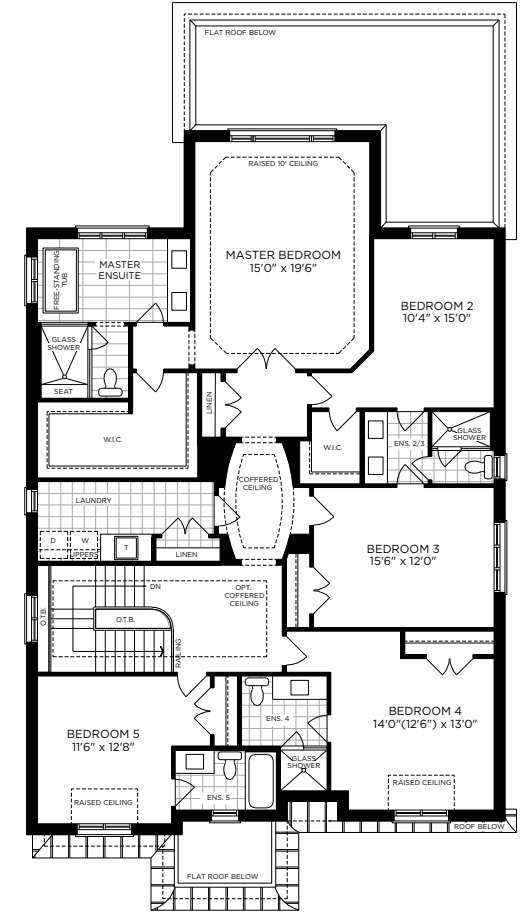 FLAT ROOF BELOW
RAISED 10' CEILING
MASTER BEDROOM
15'0" x 19'6"
FREE-STANDING
TUB
MASTER
ENSUITE
BEDROOM 2
10'4" x 15'0"
GLASS
SHOWER
SEAT
LINEN
W.I.C.
W.I.C.
ENS. 2/3
GLASS
SHOWER
COFFERED
CEILING
LAUNDRY
D
W
UPPERS
T
LINEN
BEDROOM 3
15'6" x 12'0"
DN
OPT.
COFFERED
CEILING
O.T.B.
O.T.B.
RAILING
BEDROOM 4
14'0"(12'6") x 13'0"
ENS. 4
BEDROOM 5
11'6" x 12'8"
GLASS
SHOWER
RAISED CEILING
ENS. 5
RAISED CEILING
ROOF BELOW
FLAT ROOF BELOW